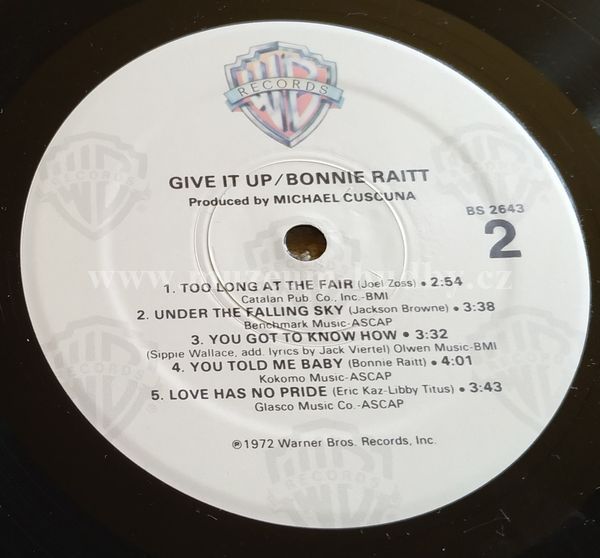 WB
RECORDS
GIVE IT UP/BONNIE RAITT
Produced by MICHAEL CUSCUNA
BS 2643
2
1. TOO LONG AT THE FAIR (Joel Zoss) • 2:54
Catalan Pub. Co., Inc.-BMI
2. UNDER THE FALLING SKY (Jackson Browne) • 3:38
Benchmark Music-ASCAP
3. YOU GOT TO KNOW HOW • 3:32
(Sippie Wallace, add. lyrics by Jack Viertel) Olwen Music-BMI
4. YOU TOLD ME BABY (Bonnie Raitt) • 4:01
Kokomo Music-ASCAP
5. LOVE HAS NO PRIDE (Eric Kaz-Libby Titus) • 3:43
Glasco Music Co.-ASCAP
℗1972 Warner Bros. Records, Inc.
www.muzeumhudby.cz